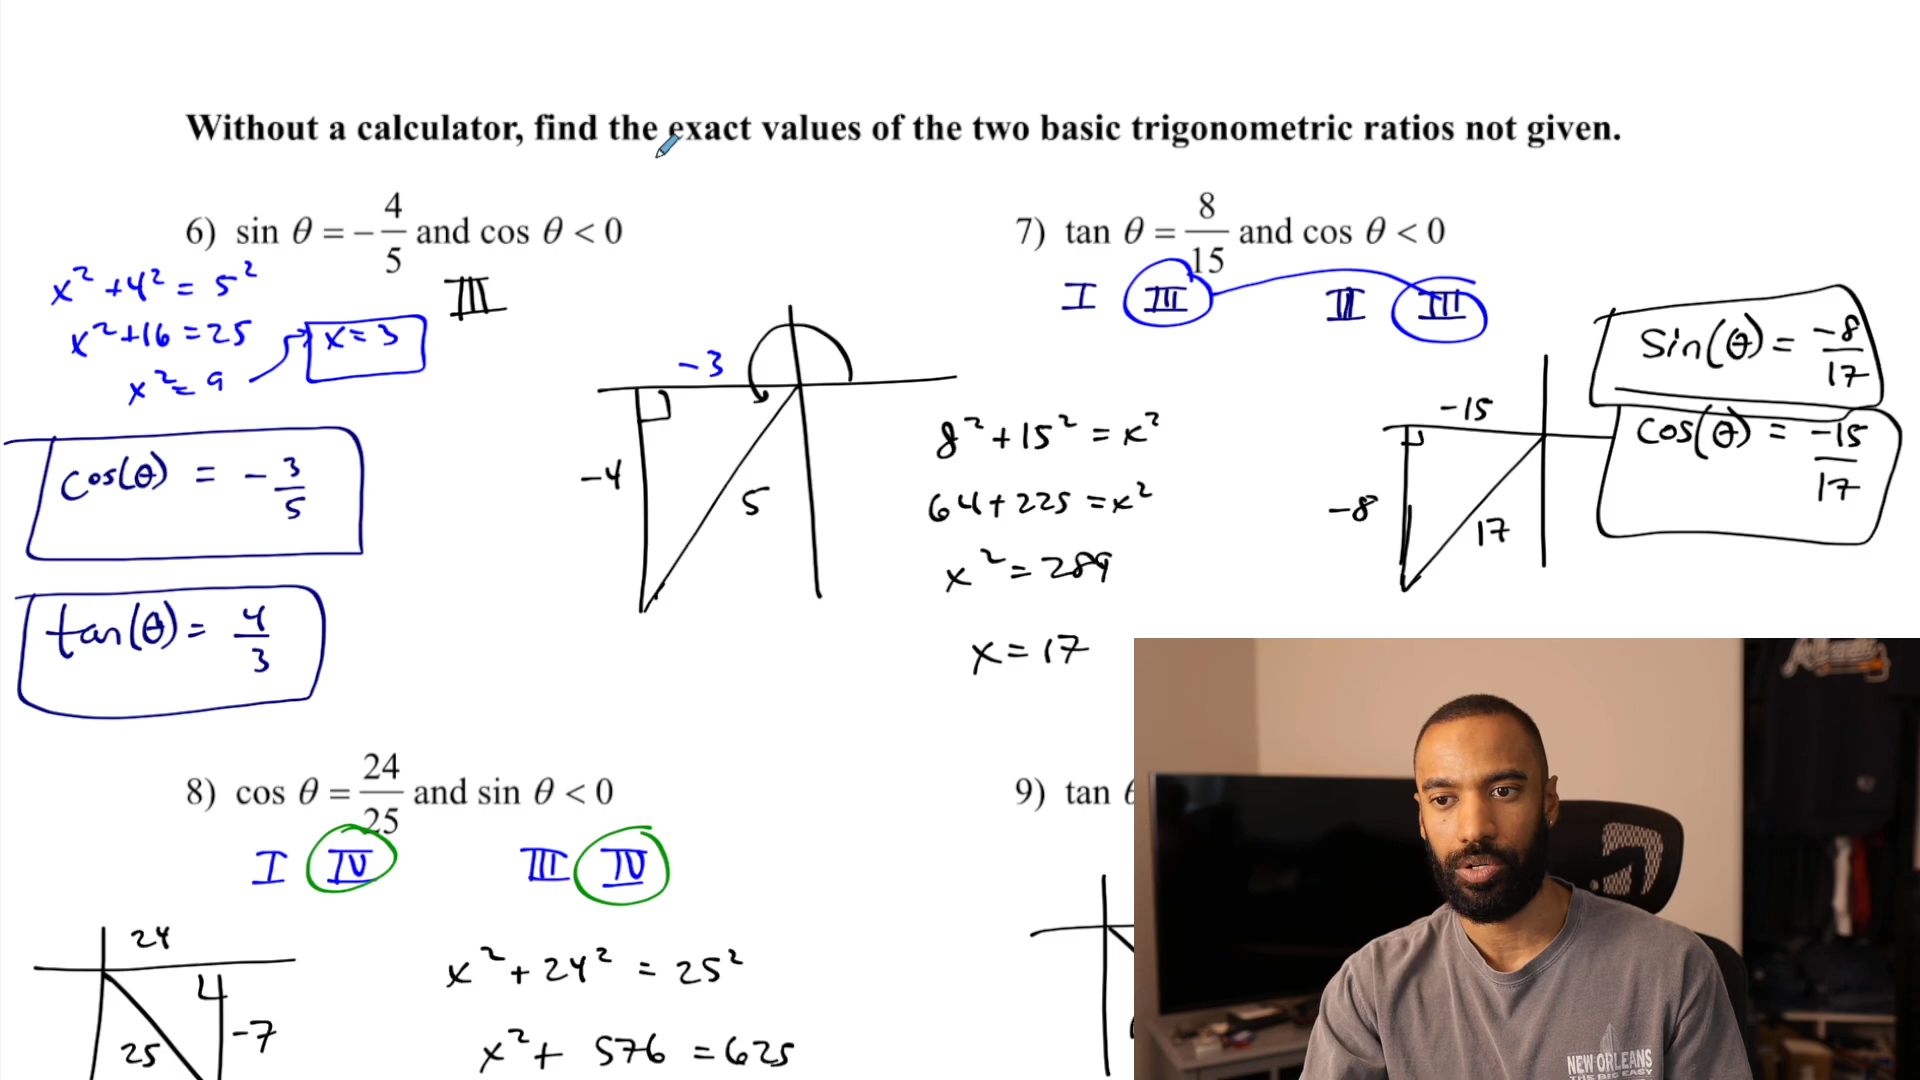 Without a calculator, find the exact values of the two basic trigonometric ratios not given.
6) sin θ = -4/5 and cos θ < 0
III
x² + 4² = 5²
x² + 16 = 25
x² = 9
x = 3
cos(θ) = -3/5
tan(θ) = 4/3
-3
-4
5
7) tan θ = 8/15 and cos θ < 0
I III II III
8² + 15² = x²
64 + 225 = x²
x² = 289
x = 17
-15
-8
17
Sin(θ) = -8/17
cos(θ) = -15/17
8) cos θ = 24/25 and sin θ < 0
I IV III IV
24
25
-7
x² + 24² = 25²
x² + 576 = 625
9) tan
NEW ORLEANS
THE BIG EASY